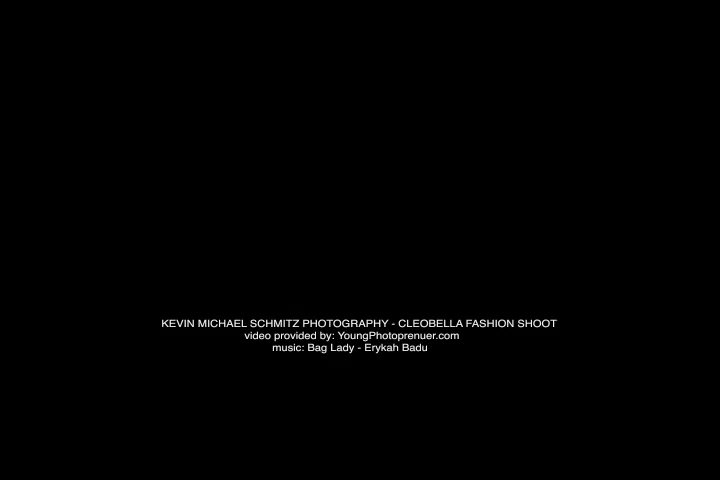 KEVIN MICHAEL SCHMITZ PHOTOGRAPHY - CLEOBELLA FASHION SHOOT
video provided by: YoungPhotoprenuer.com
music: Bag Lady - Erykah Badu